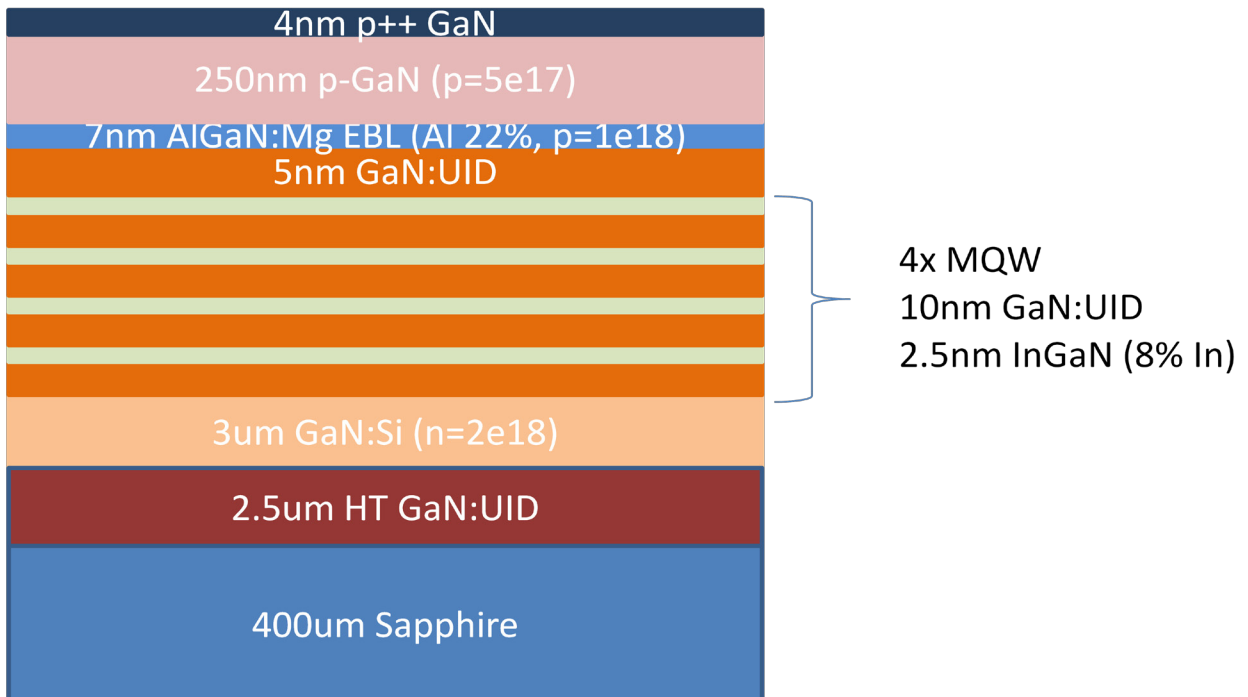 4nm p++ GaN
250nm p-GaN (p=5e17)
7nm AlGaN:Mg EBL (Al 22%, p=1e18)
5nm GaN:UID
4x MQW
10nm GaN:UID
2.5nm InGaN (8% In)
3um GaN:Si (n=2e18)
2.5um HT GaN:UID
400um Sapphire